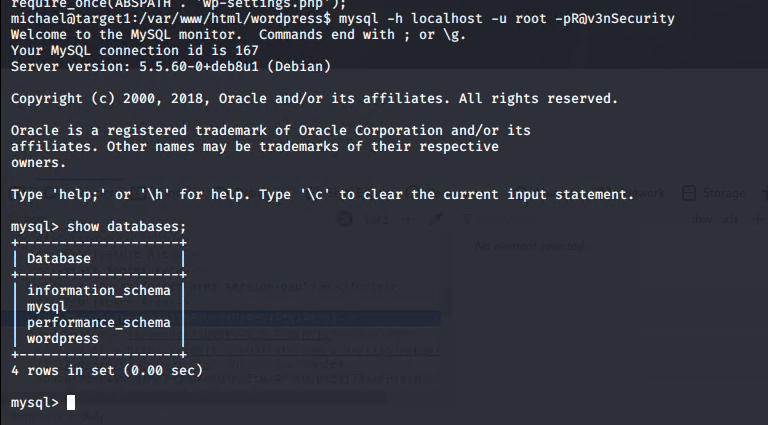 require_once(ABSPATH . 'wp-settings.php');
michael@target1:/var/www/html/wordpress$ mysql -h localhost -u root -pR@v3nSecurity
Welcome to the MySQL monitor.  Commands end with ; or \g.
Your MySQL connection id is 167
Server version: 5.5.60-0+deb8u1 (Debian)

Copyright (c) 2000, 2018, Oracle and/or its affiliates. All rights reserved.

Oracle is a registered trademark of Oracle Corporation and/or its
affiliates. Other names may be trademarks of their respective
owners.

Type 'help;' or '\h' for help. Type '\c' to clear the current input statement.

mysql> show databases;
+--------------------+
| Database           |
+--------------------+
| information_schema |
| mysql              |
| performance_schema |
| wordpress          |
+--------------------+
4 rows in set (0.00 sec)

mysql>
Storage
No element selected.